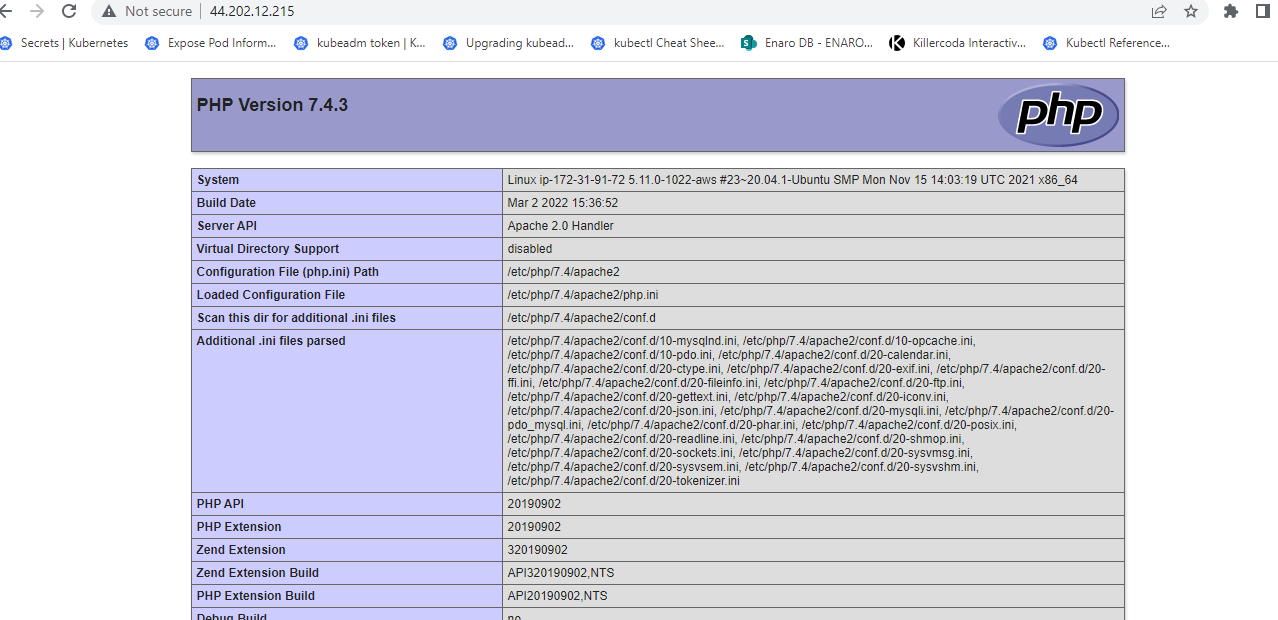 Not secure | 44.202.12.215
Secrets | Kubernetes Expose Pod Inform... kubeadm token | K... Upgrading kubead... kubectl Cheat Shee... Enaro DB - ENARO... Killercoda Interactiv... Kubectl Reference...
PHP Version 7.4.3
php
System Linux ip-172-31-91-72 5.11.0-1022-aws #23~20.04.1-Ubuntu SMP Mon Nov 15 14:03:19 UTC 2021 x86_64
Build Date Mar 2 2022 15:36:52
Server API Apache 2.0 Handler
Virtual Directory Support disabled
Configuration File (php.ini) Path /etc/php/7.4/apache2
Loaded Configuration File /etc/php/7.4/apache2/php.ini
Scan this dir for additional .ini files /etc/php/7.4/apache2/conf.d
Additional .ini files parsed /etc/php/7.4/apache2/conf.d/10-mysqlnd.ini, /etc/php/7.4/apache2/conf.d/10-opcache.ini,
/etc/php/7.4/apache2/conf.d/10-pdo.ini, /etc/php/7.4/apache2/conf.d/20-calendar.ini,
/etc/php/7.4/apache2/conf.d/20-ctype.ini, /etc/php/7.4/apache2/conf.d/20-exif.ini, /etc/php/7.4/apache2/conf.d/20-
ffi.ini, /etc/php/7.4/apache2/conf.d/20-fileinfo.ini, /etc/php/7.4/apache2/conf.d/20-ftp.ini,
/etc/php/7.4/apache2/conf.d/20-gettext.ini, /etc/php/7.4/apache2/conf.d/20-iconv.ini,
/etc/php/7.4/apache2/conf.d/20-json.ini, /etc/php/7.4/apache2/conf.d/20-mysqli.ini, /etc/php/7.4/apache2/conf.d/20-
pdo_mysql.ini, /etc/php/7.4/apache2/conf.d/20-phar.ini, /etc/php/7.4/apache2/conf.d/20-posix.ini,
/etc/php/7.4/apache2/conf.d/20-readline.ini, /etc/php/7.4/apache2/conf.d/20-shmop.ini,
/etc/php/7.4/apache2/conf.d/20-sockets.ini, /etc/php/7.4/apache2/conf.d/20-sysvmsg.ini,
/etc/php/7.4/apache2/conf.d/20-sysvsem.ini, /etc/php/7.4/apache2/conf.d/20-sysvshm.ini,
/etc/php/7.4/apache2/conf.d/20-tokenizer.ini
PHP API 20190902
PHP Extension 20190902
Zend Extension 320190902
Zend Extension Build API320190902,NTS
PHP Extension Build API20190902,NTS
Debug Build no